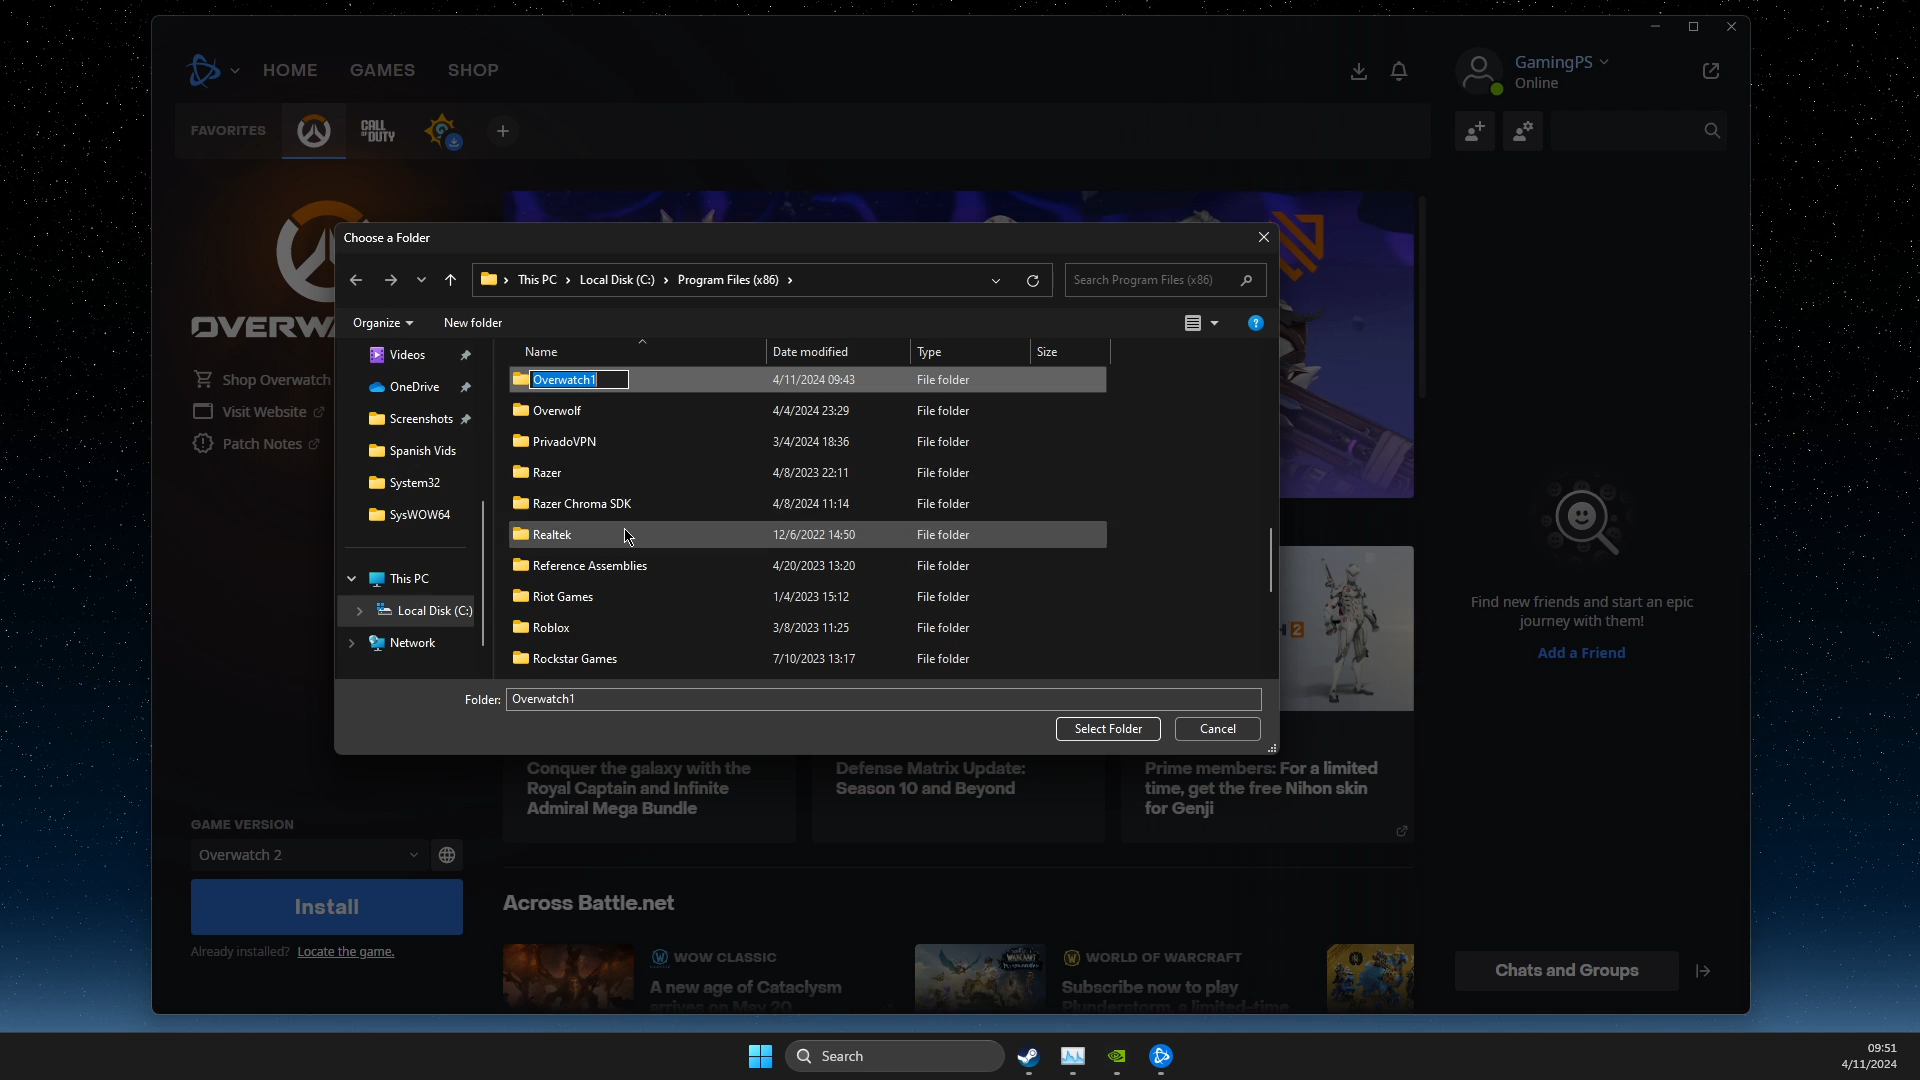 HOME GAMES SHOP
GamingPS
Online
FAVORITES
CALL OF DUTY
Choose a Folder
This PC > Local Disk (C:) > Program Files (x86) >
Search Program Files (x86)
Organize
New folder
Name
Date modified
Type
Size
Videos
OneDrive
Screenshots
Spanish Vids
System32
SysWOW64
This PC
Local Disk (C:)
Network
Overwatch1 4/11/2024 09:43 File folder
Overwolf 4/4/2024 23:29 File folder
PrivadoVPN 3/4/2024 18:36 File folder
Razer 4/8/2023 22:11 File folder
Razer Chroma SDK 4/8/2024 11:14 File folder
Realtek 12/6/2022 14:50 File folder
Reference Assemblies 4/20/2023 13:20 File folder
Riot Games 1/4/2023 15:12 File folder
Roblox 3/8/2023 11:25 File folder
Rockstar Games 7/10/2023 13:17 File folder
Folder: Overwatch1
Select Folder
Cancel
OVERW
Shop Overwatch
Visit Website
Patch Notes
2
Find new friends and start an epic
journey with them!
Add a Friend
Conquer the galaxy with the
Royal Captain and Infinite
Admiral Mega Bundle
Defense Matrix Update:
Season 10 and Beyond
Prime members: For a limited
time, get the free Nihon skin
for Genji
GAME VERSION
Overwatch 2
Install
Already installed? Locate the game.
Across Battle.net
WOW CLASSIC
A new age of Cataclysm
arrives on May 20
WORLD OF WARCRAFT
Subscribe now to play
Plunderstorm, a limited-time
Chats and Groups
Search
09:51
4/11/2024